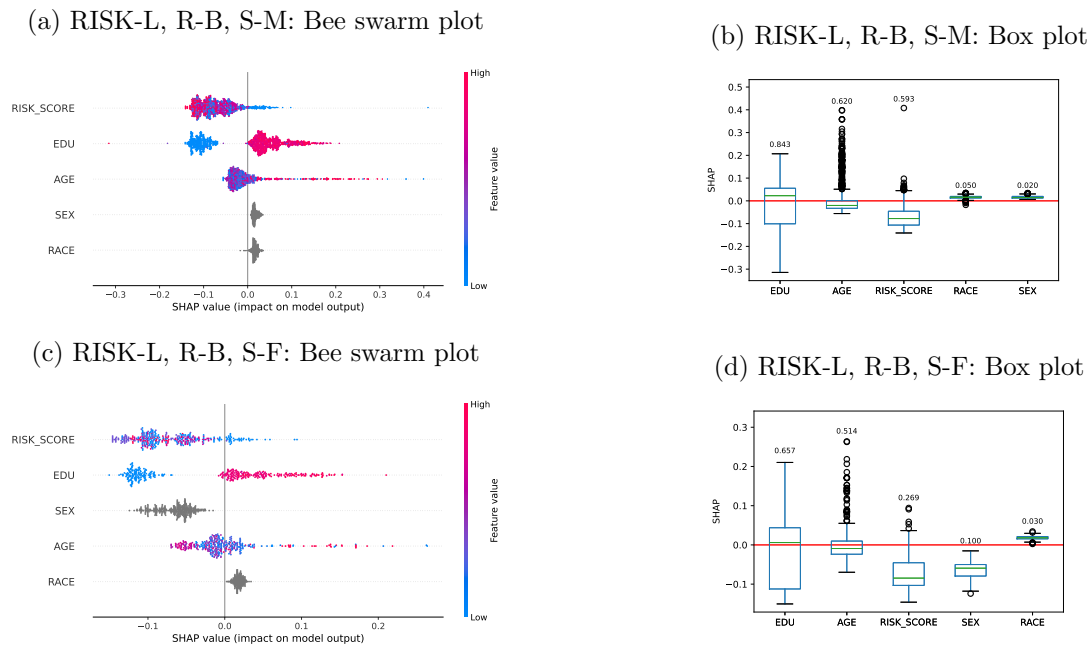 (a) RISK-L, R-B, S-M: Bee swarm plot
High
RISK_SCORE
EDU
AGE
SEX
RACE
Feature value
Low
−0.3 −0.2 −0.1 0.0 0.1 0.2 0.3 0.4
SHAP value (impact on model output)
(b) RISK-L, R-B, S-M: Box plot
0.5
0.4
0.3
0.2
0.1
0.0
−0.1
−0.2
−0.3
SHAP
0.843 0.620 0.593 0.050 0.020
EDU AGE RISK_SCORE RACE SEX
(c) RISK-L, R-B, S-F: Bee swarm plot
High
RISK_SCORE
EDU
SEX
AGE
RACE
Feature value
Low
−0.1 0.0 0.1 0.2
SHAP value (impact on model output)
(d) RISK-L, R-B, S-F: Box plot
0.3
0.2
0.1
0.0
−0.1
SHAP
0.657 0.514 0.269 0.100 0.030
EDU AGE RISK_SCORE SEX RACE